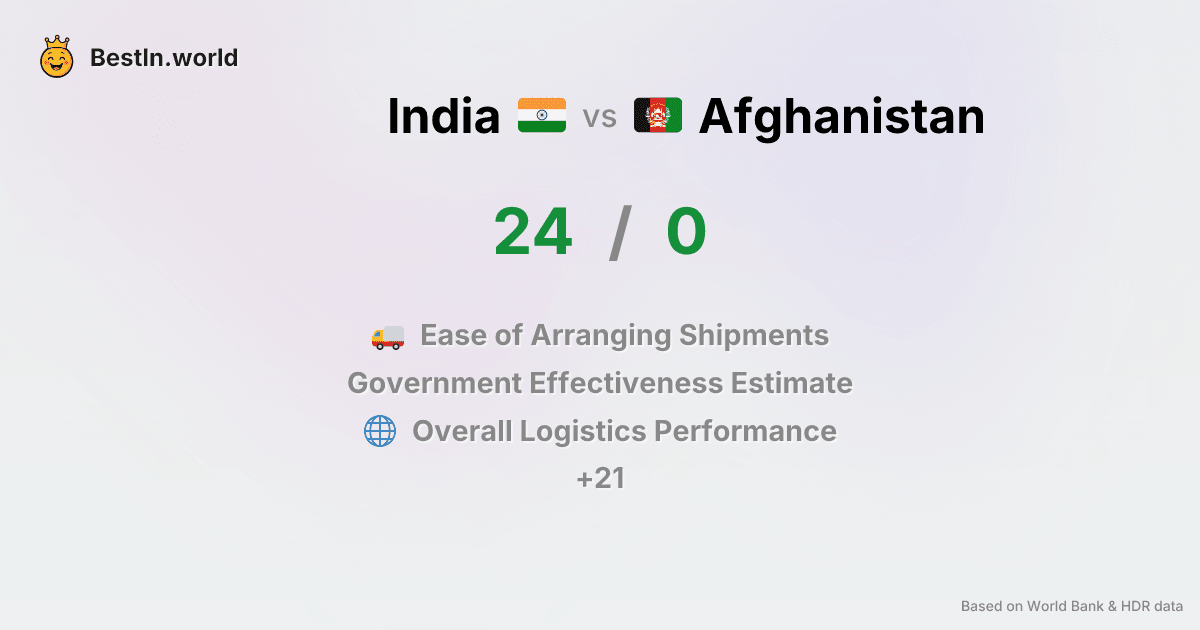 BestIn.world
India vs Afghanistan
24 / 0
Ease of Arranging Shipments
Government Effectiveness Estimate
Overall Logistics Performance
+21
Based on World Bank & HDR data